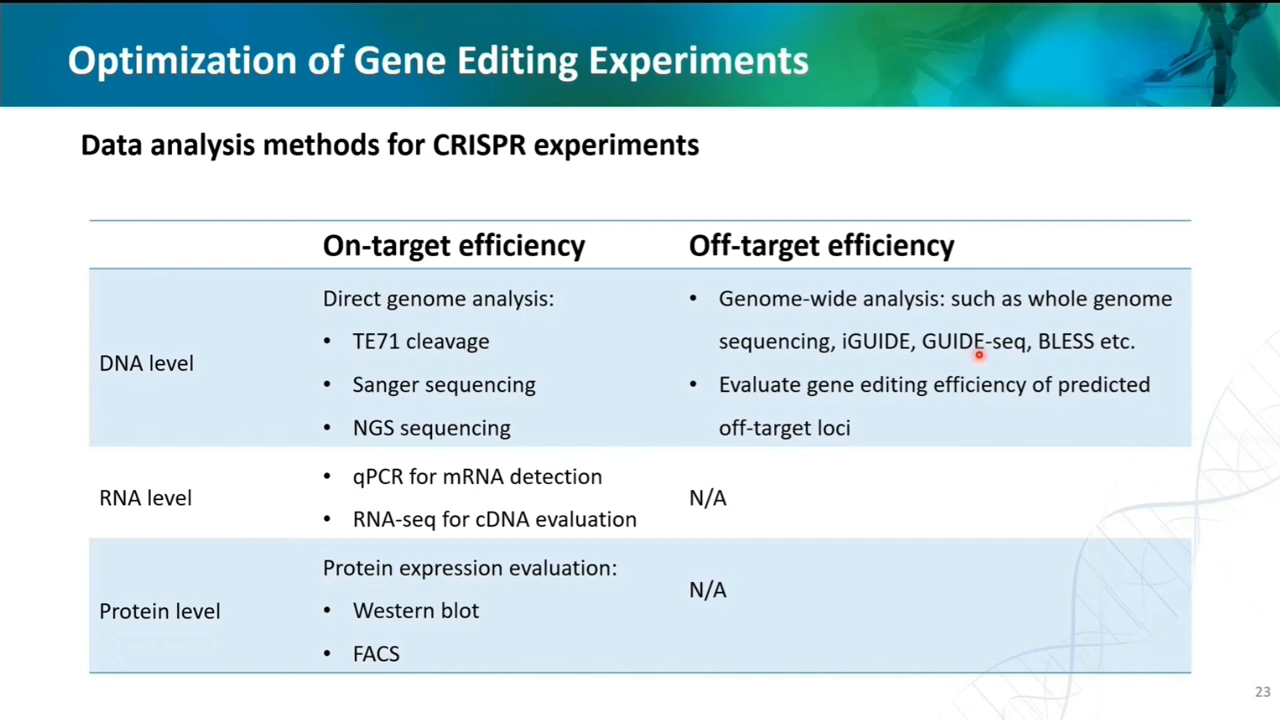 Optimization of Gene Editing Experiments
Data analysis methods for CRISPR experiments
On-target efficiency
Off-target efficiency
DNA level
Direct genome analysis:
• TE71 cleavage
• Sanger sequencing
• NGS sequencing
• Genome-wide analysis: such as whole genome
sequencing, iGUIDE, GUIDE-seq, BLESS etc.
• Evaluate gene editing efficiency of predicted
off-target loci
RNA level
• qPCR for mRNA detection
• RNA-seq for cDNA evaluation
N/A
Protein level
Protein expression evaluation:
• Western blot
• FACS
N/A
23